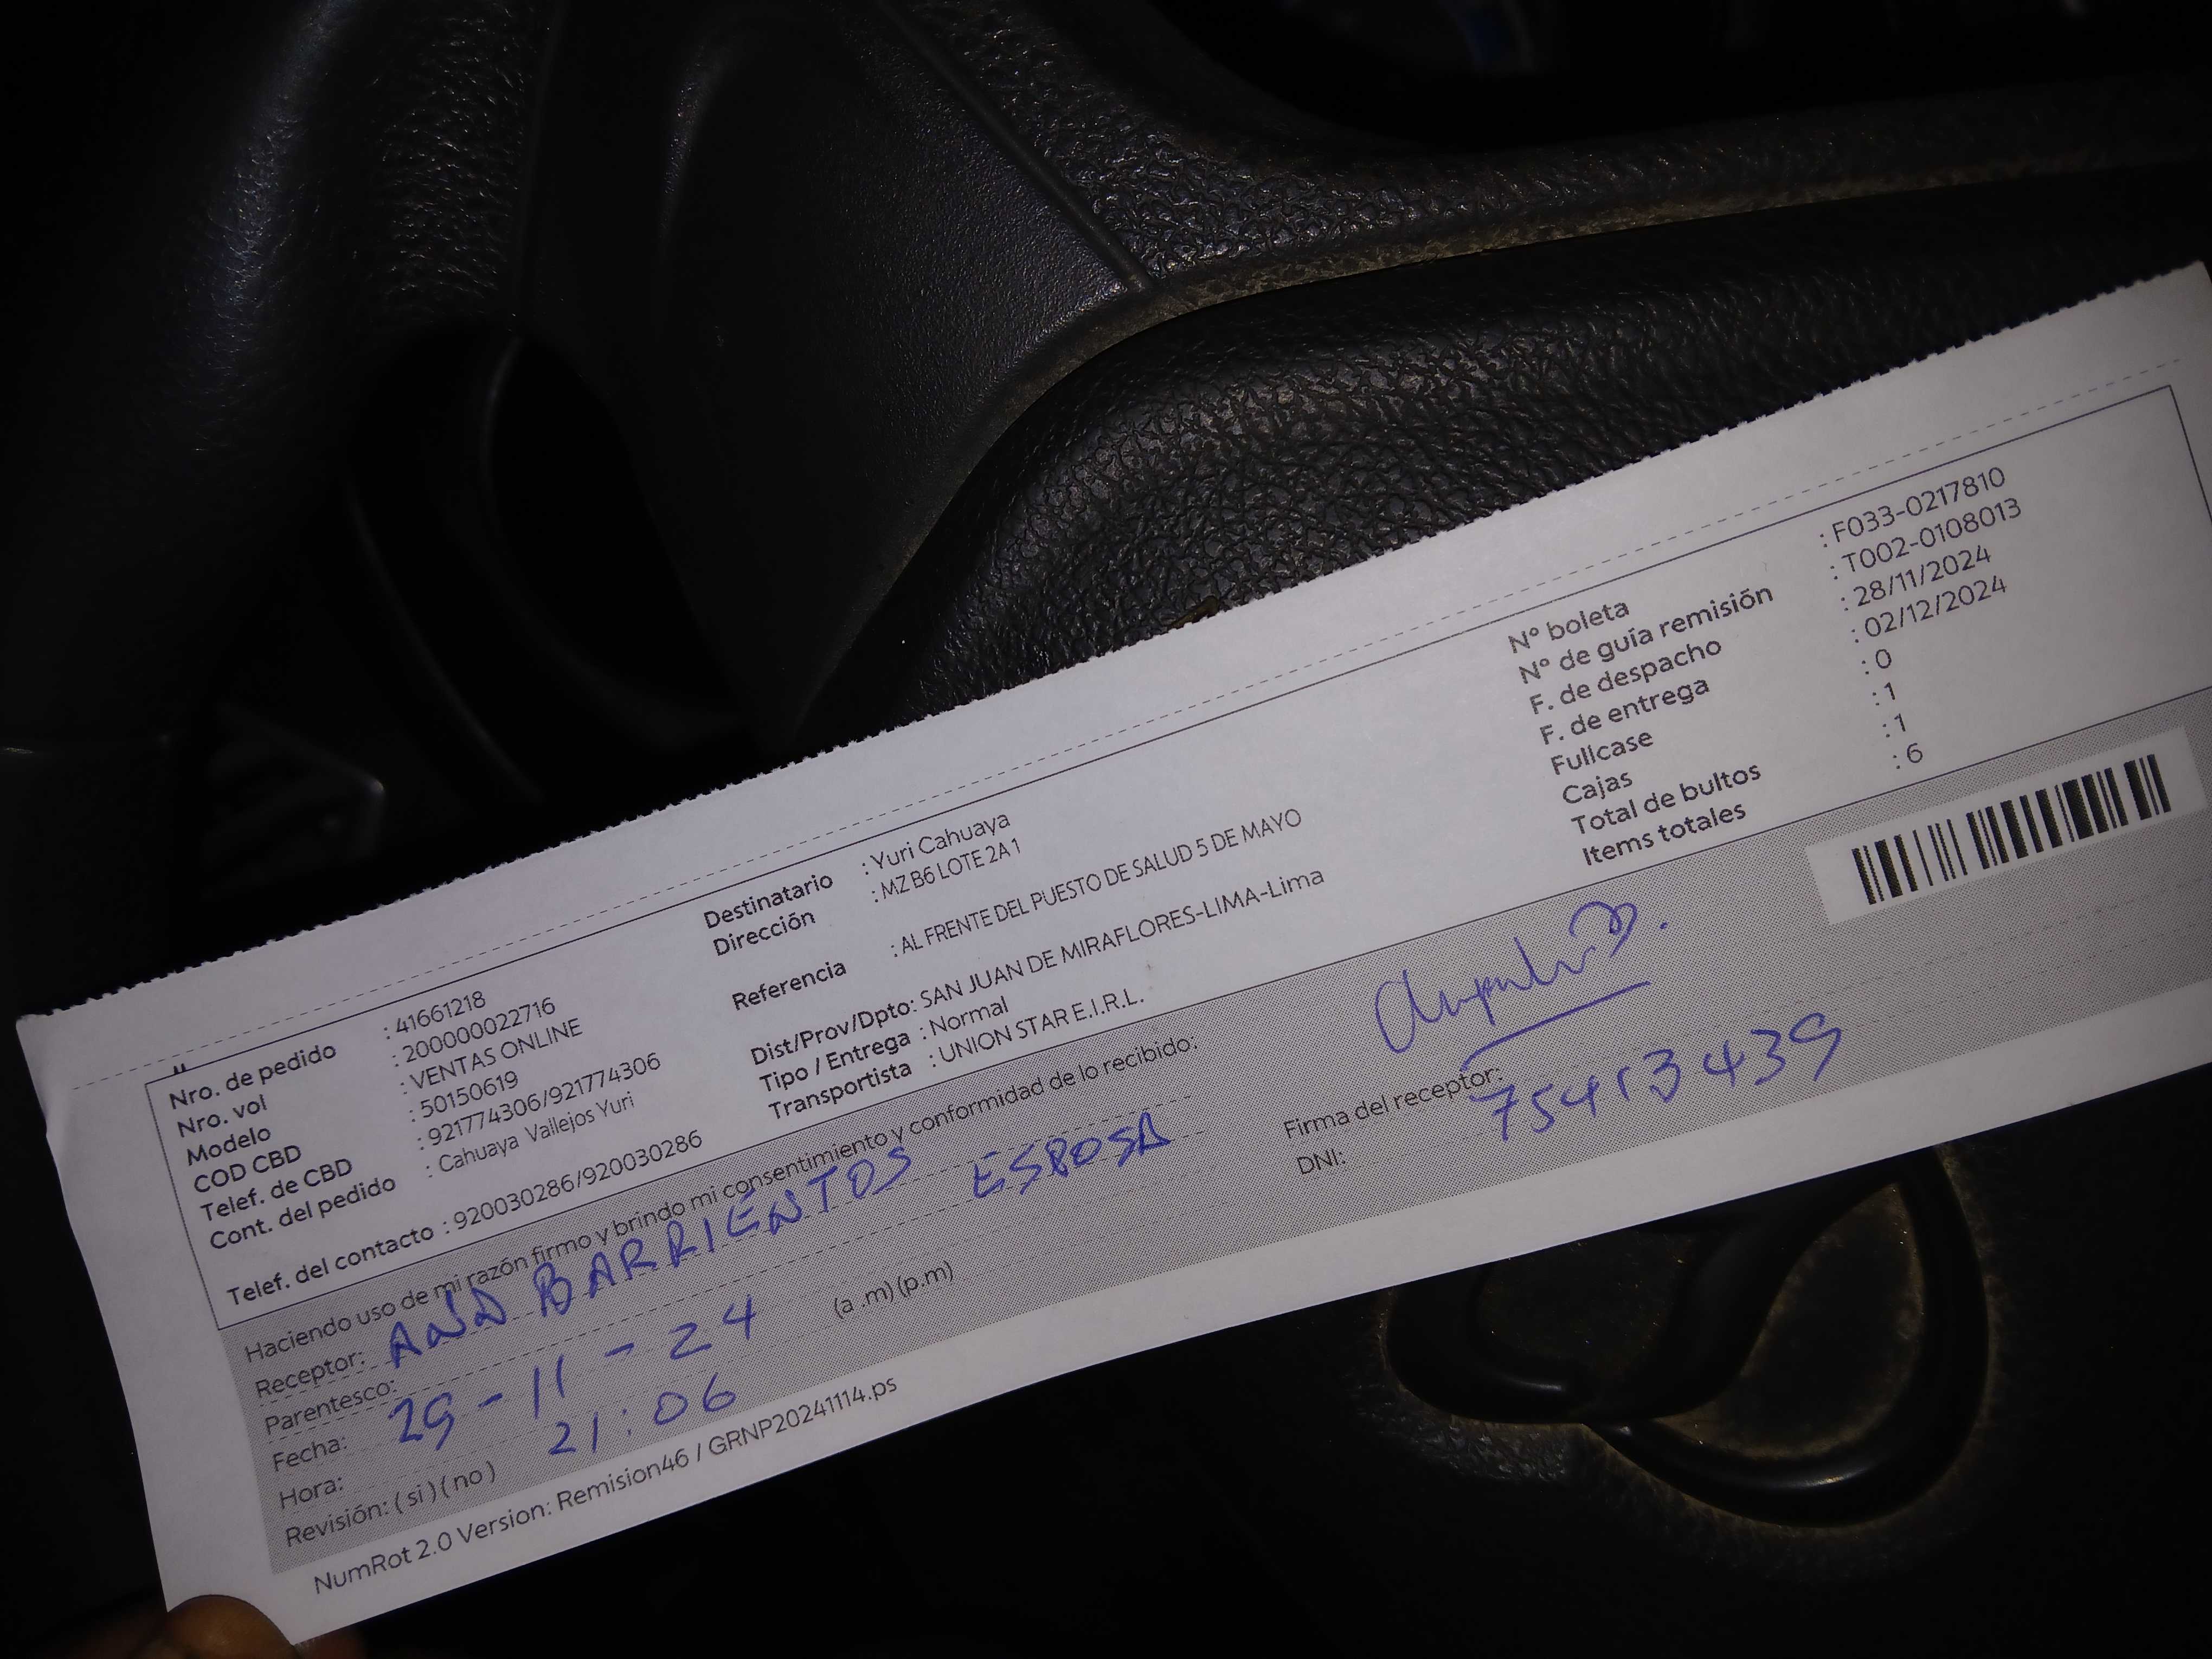 Nro. de pedido : 41661218
Nro. vol : 200000022716
Modelo : VENTAS ONLINE
COD CBD : 50150619
Telef. de CBD : 921774306/921774306
Cont. del pedido : Cahuaya Vallejos Yuri
Telef. del contacto : 920030286/920030286
Destinatario : Yuri Cahuaya
Dirección : MZ B6 LOTE 2A 1
Referencia : AL FRENTE DEL PUESTO DE SALUD 5 DE MAYO
Dist/Prov/Dpto: SAN JUAN DE MIRAFLORES-LIMA-Lima
Tipo / Entrega : Normal
Transportista : UNION STAR E.I.R.L.
N° boleta : F033-0217810
N° de guía remisión : T002-0108013
F. de despacho : 28/11/2024
F. de entrega : 02/12/2024
Fullcase : 0
Cajas : 1
Total de bultos : 1
Items totales : 6
Haciendo uso de mi razón firmo y brindo mi consentimiento y conformidad de lo recibido:
Receptor: BARRIENTOS
Parentesco: ESPOSA
Fecha: 29-11-24
Hora: 21:06 (a .m) (p.m)
Revisión: ( si ) ( no )
Firma del receptor:
DNI: 75413439
NumRot 2.0 Version: Remision46 / GRNP20241114.ps